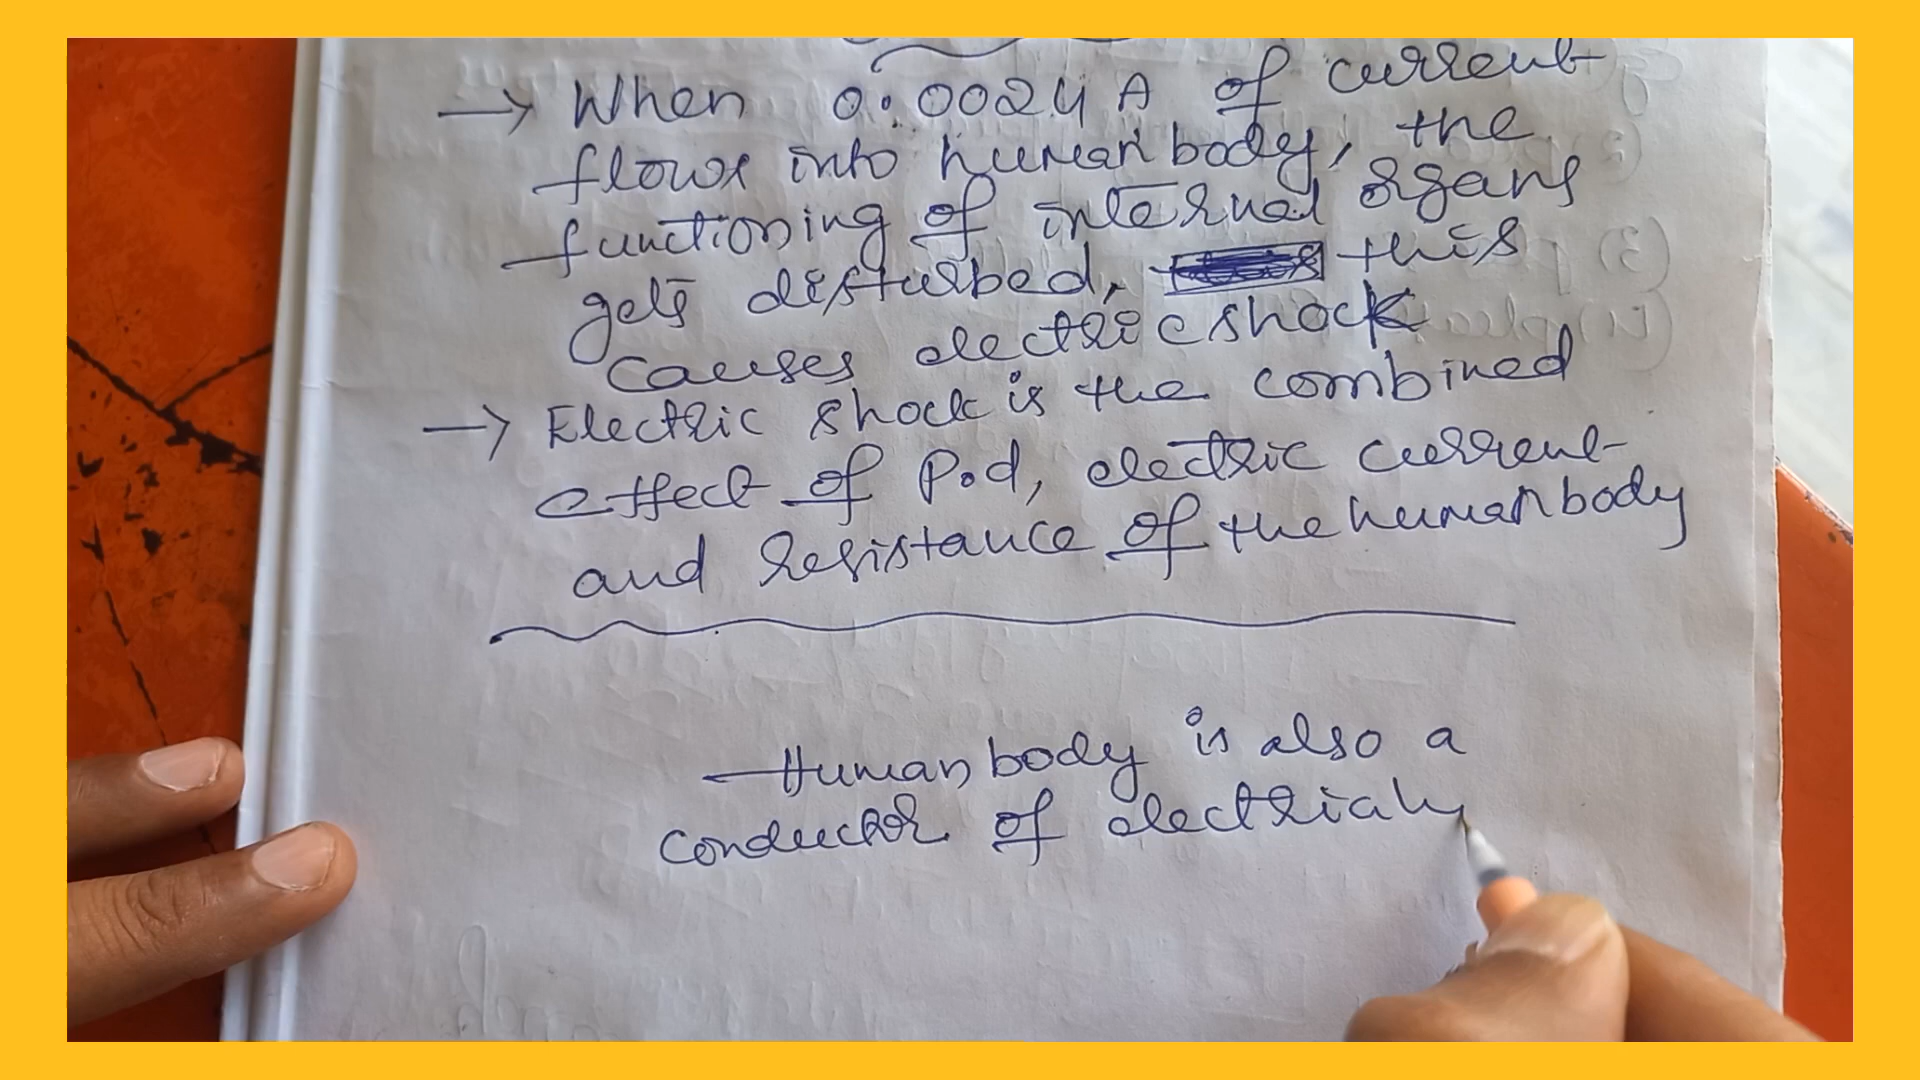 → When 0.0024 A of current
flows into human body, the
functioning of internal organs
gets disturbed, this
causes electric shock
→ Electric shock is the combined
effect of P.d, electric current
and resistance of the human body
Human body is also a
conductor of